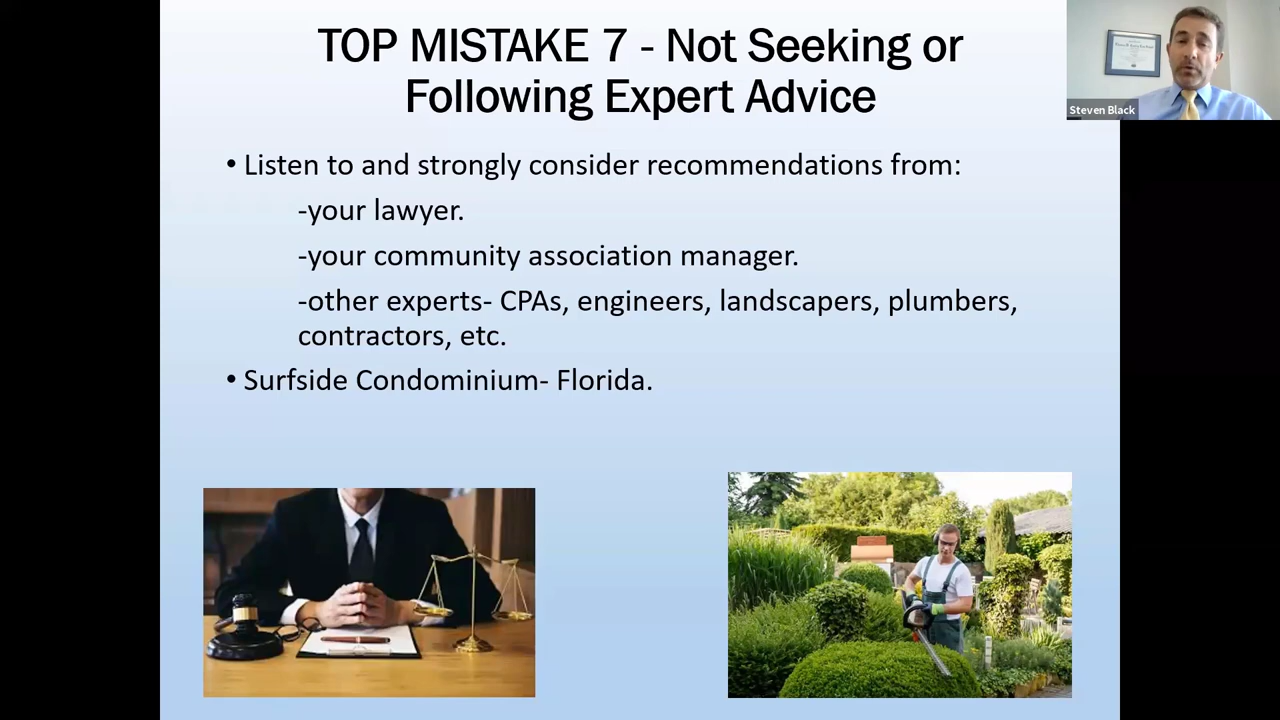 TOP MISTAKE 7 - Not Seeking or
Following Expert Advice
Steven Black
• Listen to and strongly consider recommendations from:
-your lawyer.
-your community association manager.
-other experts- CPAs, engineers, landscapers, plumbers,
contractors, etc.
• Surfside Condominium- Florida.